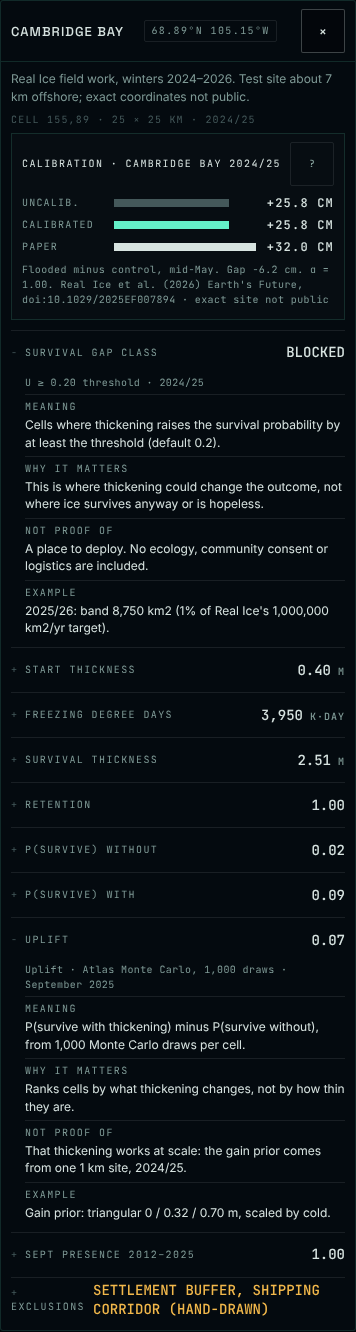 CAMBRIDGE BAY
68.89°N 105.15°W
×
Real Ice field work, winters 2024–2026. Test site about 7
km offshore; exact coordinates not public.
CELL 155,89 · 25 × 25 KM · 2024/25
CALIBRATION · CAMBRIDGE BAY 2024/25
?
UNCALIB. +25.8 CM
CALIBRATED +25.8 CM
PAPER +32.0 CM
Flooded minus control, mid-May. Gap -6.2 cm. α =
1.00. Real Ice et al. (2026) Earth's Future,
doi:10.1029/2025EF007894 · exact site not public
- SURVIVAL GAP CLASS BLOCKED
U ≥ 0.20 threshold · 2024/25
MEANING
Cells where thickening raises the survival probability by
at least the threshold (default 0.2).
WHY IT MATTERS
This is where thickening could change the outcome, not
where ice survives anyway or is hopeless.
NOT PROOF OF
A place to deploy. No ecology, community consent or
logistics are included.
EXAMPLE
2025/26: band 8,750 km2 (1% of Real Ice's 1,000,000
km2/yr target).
+ START THICKNESS 0.40 M
+ FREEZING DEGREE DAYS 3,950 K·DAY
+ SURVIVAL THICKNESS 2.51 M
+ RETENTION 1.00
+ P(SURVIVE) WITHOUT 0.02
+ P(SURVIVE) WITH 0.09
- UPLIFT 0.07
Uplift · Atlas Monte Carlo, 1,000 draws ·
September 2025
MEANING
P(survive with thickening) minus P(survive without),
from 1,000 Monte Carlo draws per cell.
WHY IT MATTERS
Ranks cells by what thickening changes, not by how thin
they are.
NOT PROOF OF
That thickening works at scale: the gain prior comes
from one 1 km site, 2024/25.
EXAMPLE
Gain prior: triangular 0 / 0.32 / 0.70 m, scaled by cold.
+ SEPT PRESENCE 2012–2025 1.00
+ EXCLUSIONS
SETTLEMENT BUFFER, SHIPPING
CORRIDOR (HAND-DRAWN)